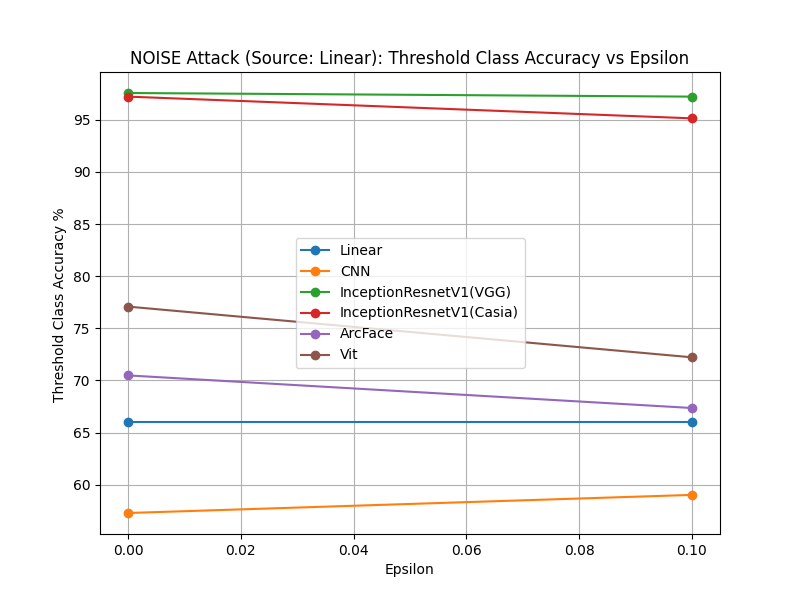 NOISE Attack (Source: Linear): Threshold Class Accuracy vs Epsilon
Threshold Class Accuracy %
95
90
85
80
75
70
65
60
Linear
CNN
InceptionResnetV1(VGG)
InceptionResnetV1(Casia)
ArcFace
Vit
0.00 0.02 0.04 0.06 0.08 0.10
Epsilon